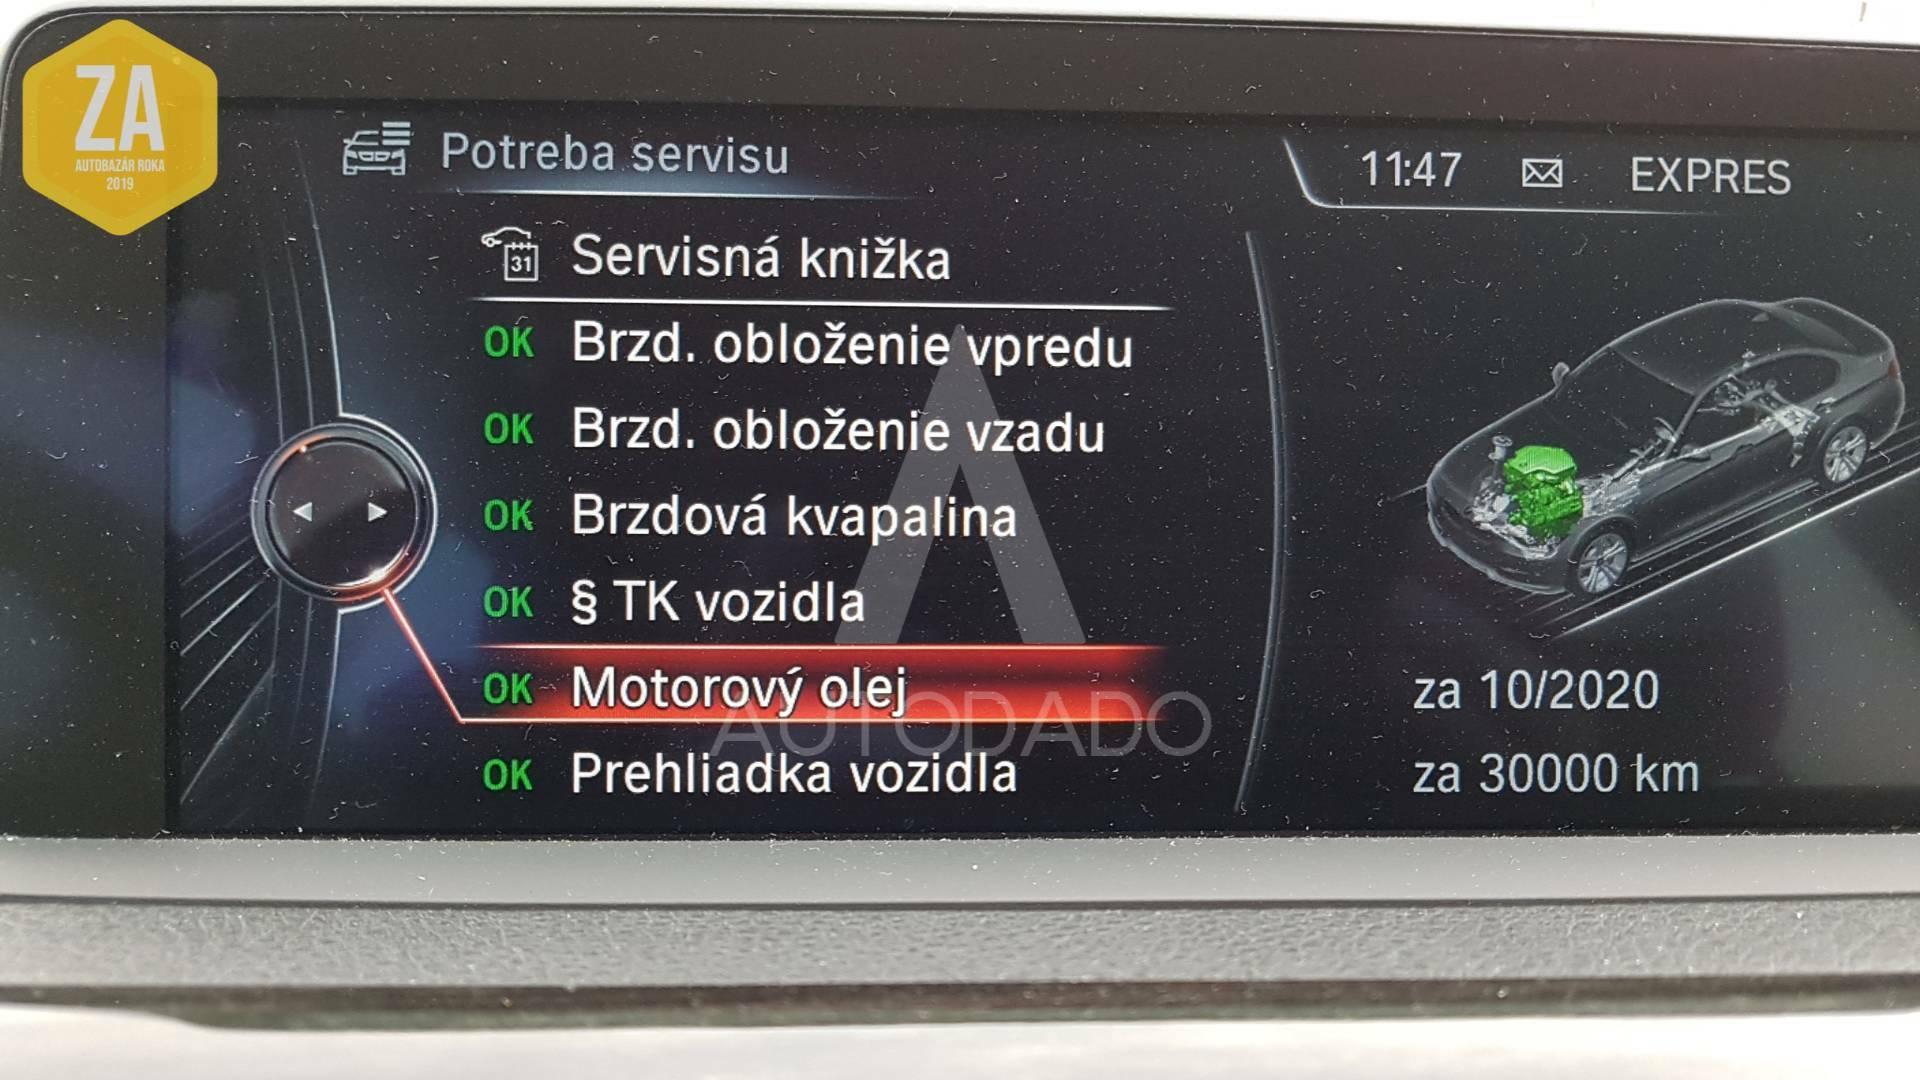 ZA
AUTOBAZÁR ROKA
2019
Potreba servisu
11:47
EXPRES
31 Servisná knižka
OK Brzd. obloženie vpredu
OK Brzd. obloženie vzadu
OK Brzdová kvapalina
OK § TK vozidla
OK Motorový olej
OK Prehliadka vozidla
za 10/2020
za 30000 km
AUTODADO